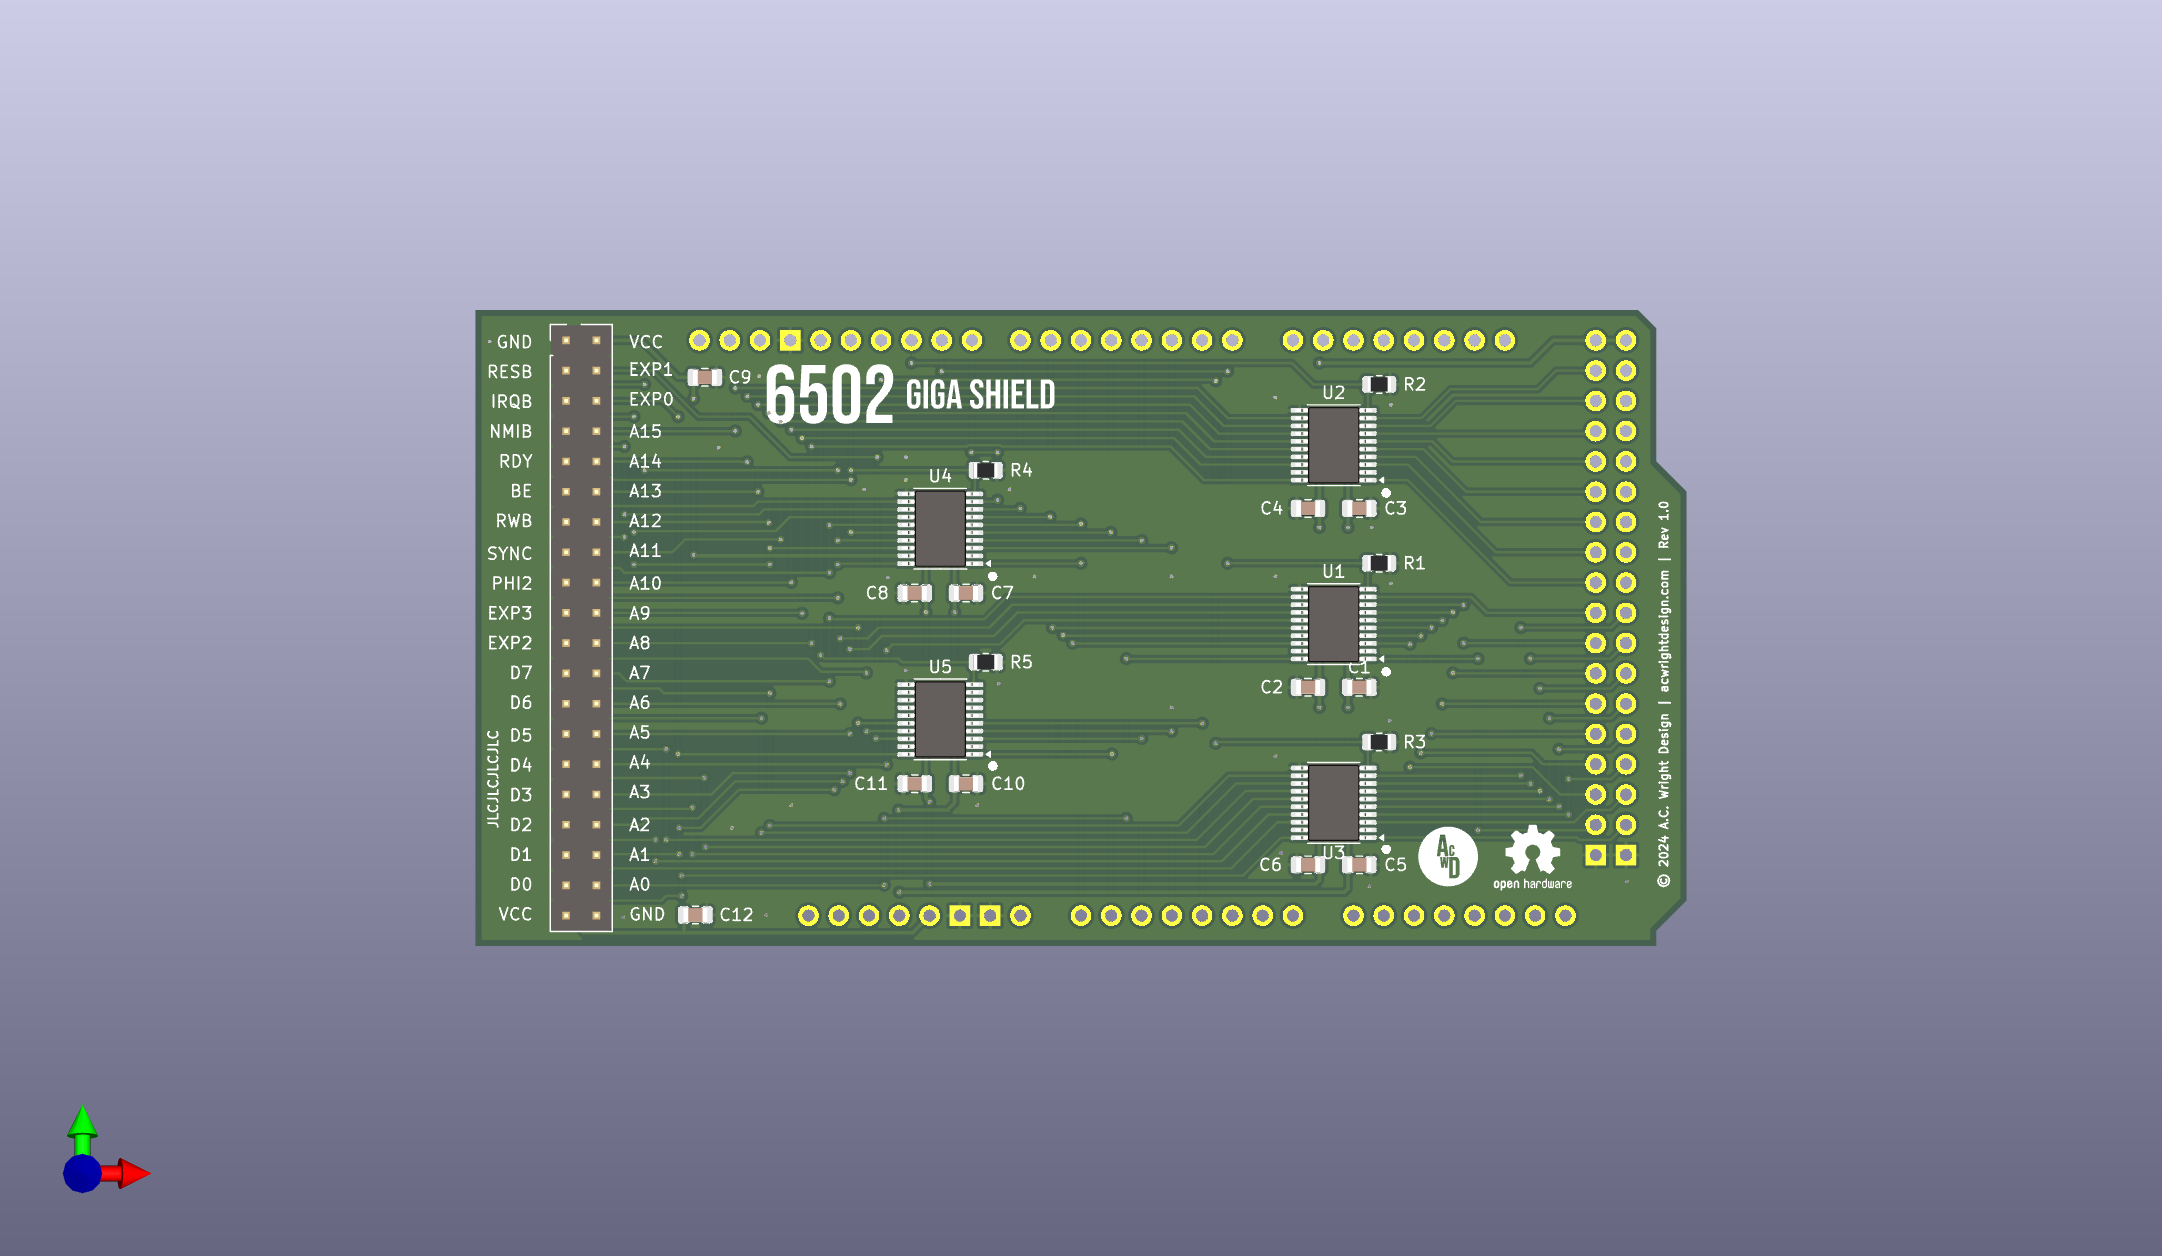 GND VCC
RESB EXP1
IRQB EXP0
NMIB A15
RDY A14
BE A13
RWB A12
SYNC A11
PHI2 A10
EXP3 A9
EXP2 A8
D7 A7
D6 A6
D5 A5
D4 A4
D3 A3
D2 A2
D1 A1
D0 A0
VCC GND
JLCJLCJLCJLC
C9
6502 GIGA SHIELD
U2 R2
C4 C3
U4 R4
C8 C7
U1 R1
C2 C1
U5 R5
C11 C10
R3
U3
C6 C5
C12
ACWD
open hardware
© 2024 A.C. Wright Design | acwrightdesign.com | Rev 1.0